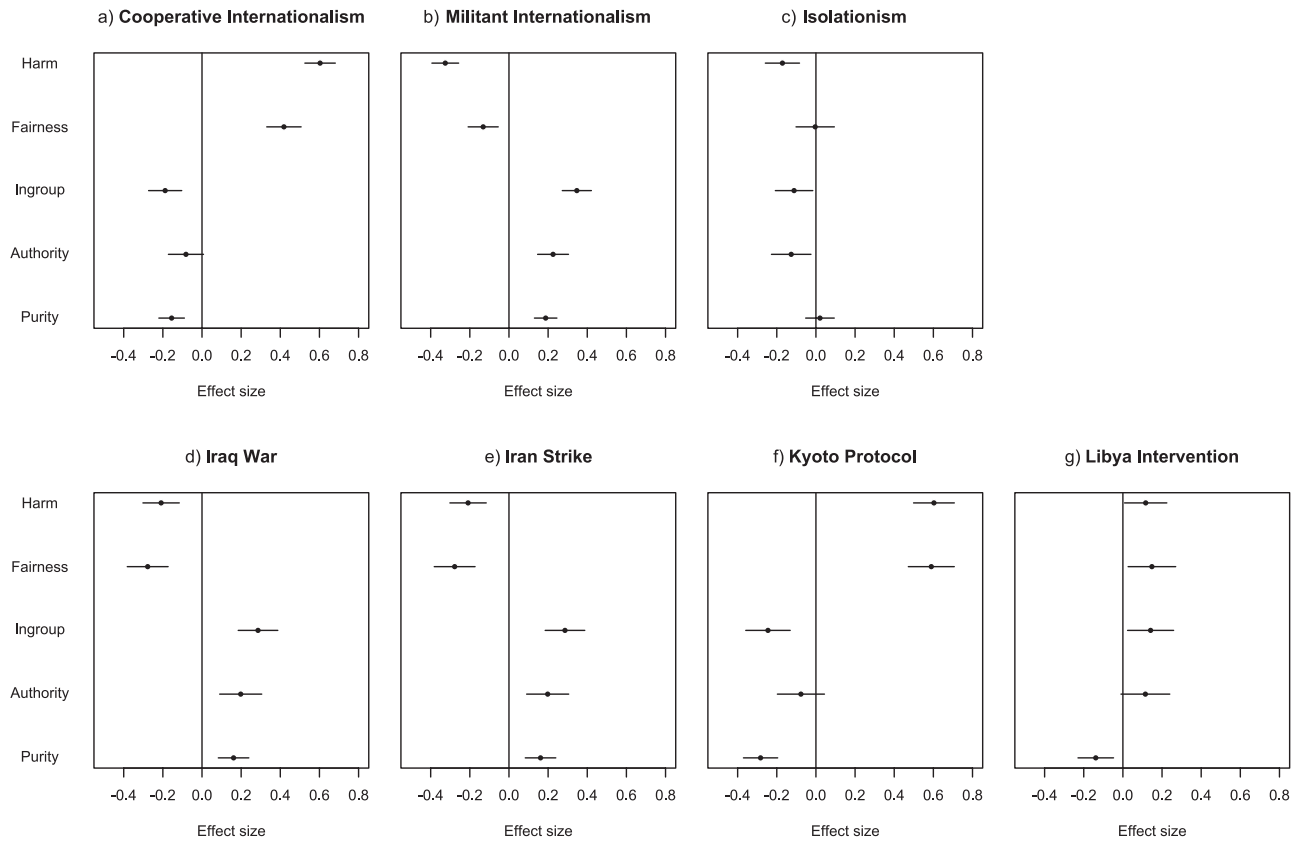 a) Cooperative Internationalism b) Militant Internationalism c) Isolationism
Harm
Fairness
Ingroup
Authority
Purity
-0.4 -0.2 0.0 0.2 0.4 0.6 0.8 -0.4 -0.2 0.0 0.2 0.4 0.6 0.8 -0.4 -0.2 0.0 0.2 0.4 0.6 0.8
Effect size Effect size Effect size
d) Iraq War e) Iran Strike f) Kyoto Protocol g) Libya Intervention
Harm
Fairness
Ingroup
Authority
Purity
-0.4 -0.2 0.0 0.2 0.4 0.6 0.8 -0.4 -0.2 0.0 0.2 0.4 0.6 0.8 -0.4 -0.2 0.0 0.2 0.4 0.6 0.8 -0.4 -0.2 0.0 0.2 0.4 0.6 0.8
Effect size Effect size Effect size Effect size